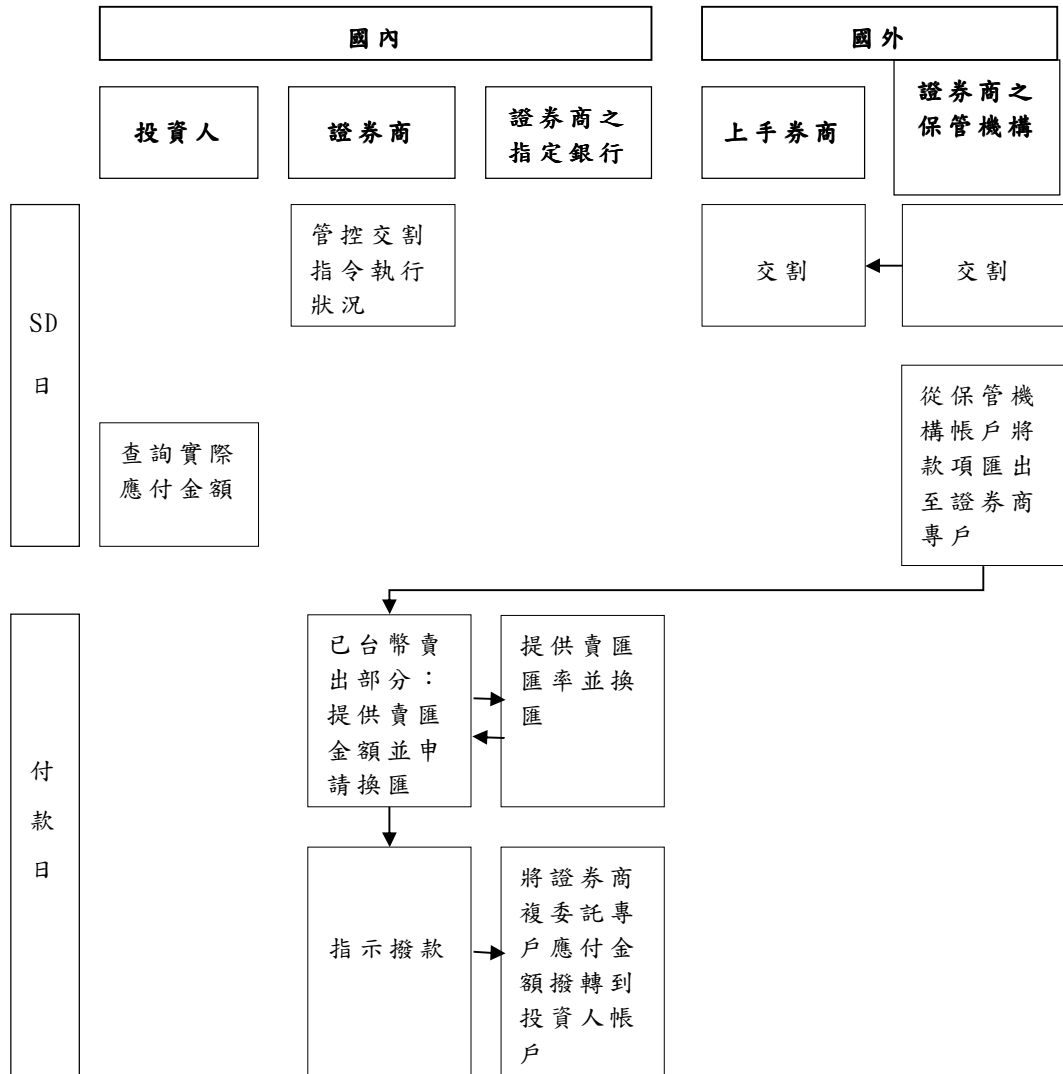 國內
國外
投資人
證券商
證券商之
指定銀行
上手券商
證券商之
保管機構
SD
日
管控交割
指令執行
狀況
交割
交割
查詢實際
應付金額
從保管機
構帳戶將
款項匯出
至證券商
專戶
付
款
日
已台幣賣
出部分：
提供賣匯
金額並申
請換匯
提供賣匯
匯率並換
匯
指示撥款
將證券商
複委託專
戶應付金
額撥轉到
投資人帳
戶